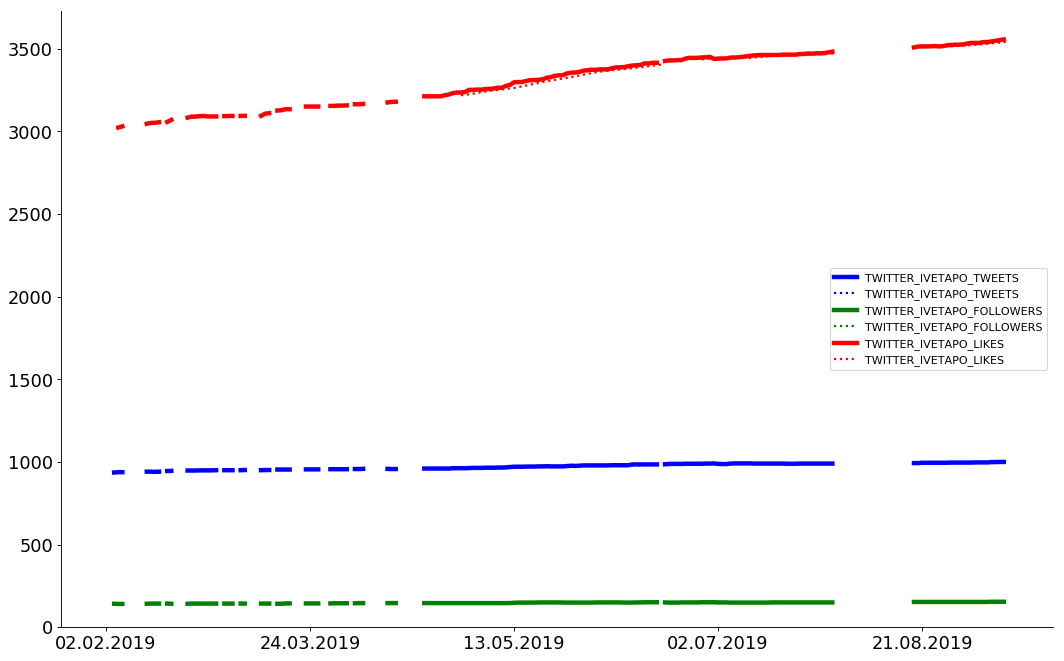 3500
3000
2500
2000
1500
1000
500
0
TWITTER_IVETAPO_TWEETS
TWITTER_IVETAPO_TWEETS
TWITTER_IVETAPO_FOLLOWERS
TWITTER_IVETAPO_FOLLOWERS
TWITTER_IVETAPO_LIKES
TWITTER_IVETAPO_LIKES
02.02.2019 24.03.2019 13.05.2019 02.07.2019 21.08.2019